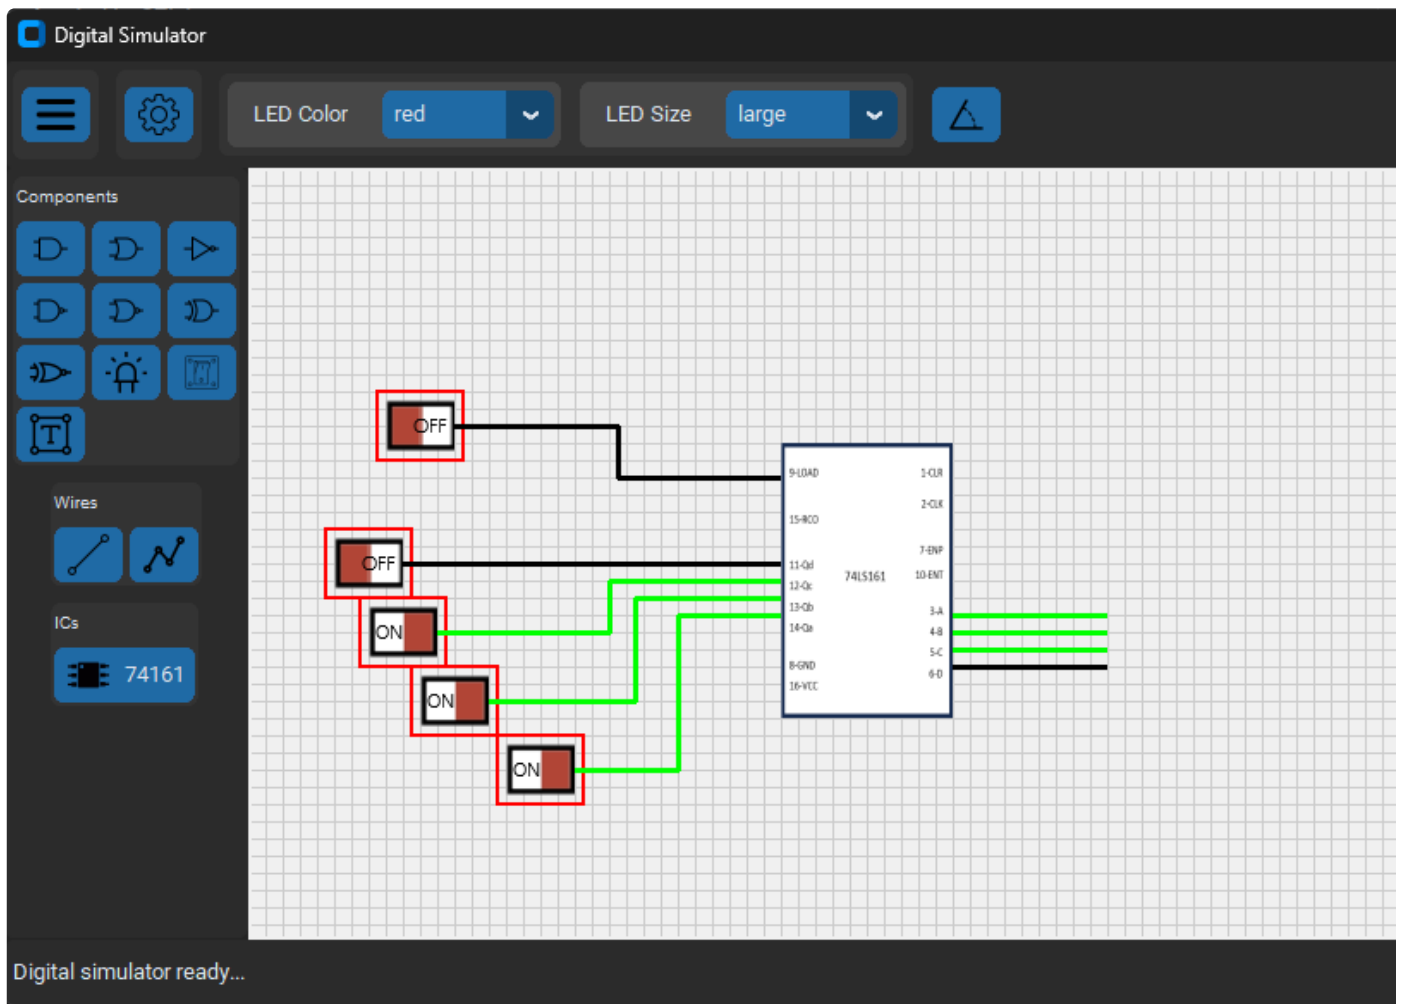 Digital Simulator
LED Color red LED Size large
Components
Wires
ICs
74161
OFF
OFF
ON
ON
ON
9-LOAD 1-CLR
2-CLK
15-RCO
7-ENP
11-Qd 74LS161 10-ENT
12-Qc
13-Qb 3-A
14-Qa 4-B
5-C
8-GND 6-D
16-VCC
Digital simulator ready...